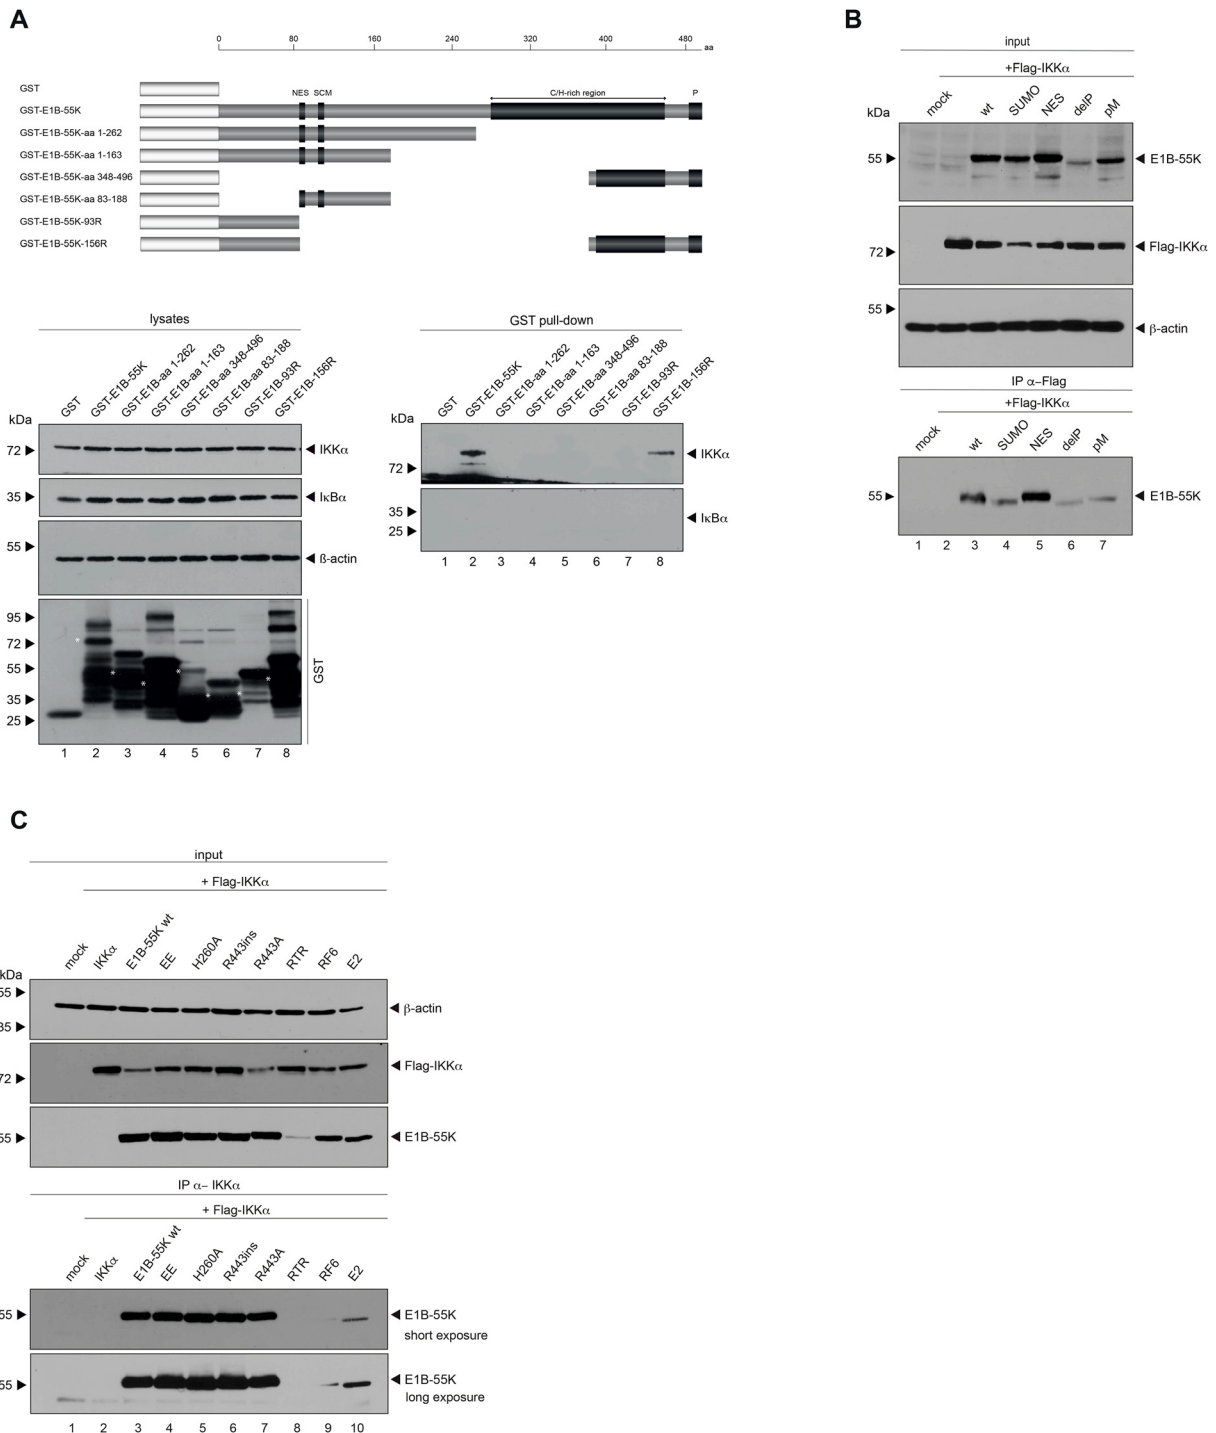 A
0 80 160 240 320 400 480 aa
GST
NES SCM C/H-rich region P
GST-E1B-55K
GST-E1B-55K-aa 1-262
GST-E1B-55K-aa 1-163
GST-E1B-55K-aa 348-496
GST-E1B-55K-aa 83-188
GST-E1B-55K-93R
GST-E1B-55K-156R
lysates
GST GST-E1B-55K GST-E1B-aa 1-262 GST-E1B-aa 1-163 GST-E1B-aa 348-496 GST-E1B-aa 83-188 GST-E1B-93R GST-E1B-156R
kDa
72 IKKα
35 IκBα
55
ß-actin
95
72
55
35
25
GST
* * * * * * *
1 2 3 4 5 6 7 8
GST pull-down
GST GST-E1B-55K GST-E1B-aa 1-262 GST-E1B-aa 1-163 GST-E1B-aa 348-496 GST-E1B-aa 83-188 GST-E1B-93R GST-E1B-156R
kDa
IKKα
72
35
IκBα
25
1 2 3 4 5 6 7 8
B
input
+Flag-IKKα
mock wt SUMO NES delP pM
kDa
55 E1B-55K
Flag-IKKα
72
55
β-actin
IP α–Flag
+Flag-IKKα
mock wt SUMO NES delP pM
55 E1B-55K
1 2 3 4 5 6 7
C
input
+ Flag-IKKα
mock IKKα E1B-55K wt EE H260A R443ins R443A RTR RF6 E2
kDa
55
β-actin
35
Flag-IKKα
72
55 E1B-55K
IP α– IKKα
+ Flag-IKKα
mock IKKα E1B-55K wt EE H260A R443ins R443A RTR RF6 E2
55 E1B-55K
short exposure
55 E1B-55K
long exposure
1 2 3 4 5 6 7 8 9 10